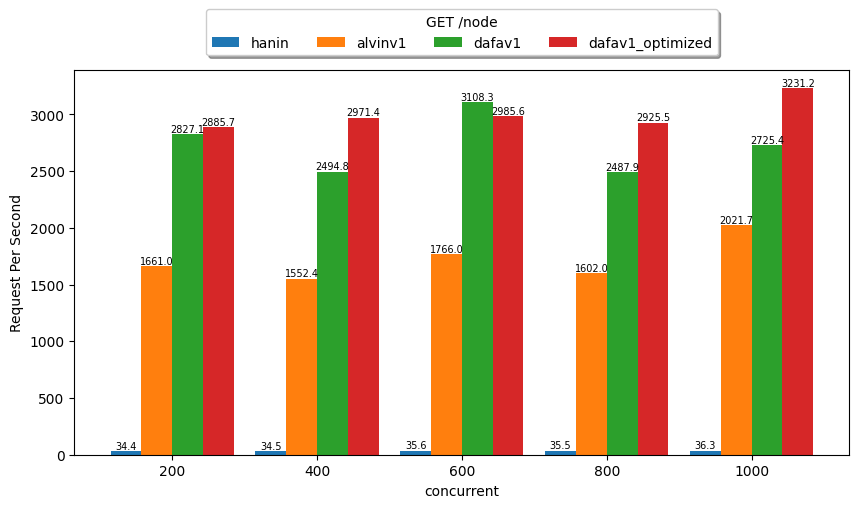 GET /node
hanin alvinv1 dafav1 dafav1_optimized
Request Per Second
3000
2500
2000
1500
1000
500
0
34.4 1661.0 2827.1 2885.7
34.5 1552.4 2494.8 2971.4
35.6 1766.0 3108.3 2985.6
35.5 1602.0 2487.9 2925.5
36.3 2021.7 2725.4 3231.2
200 400 600 800 1000
concurrent